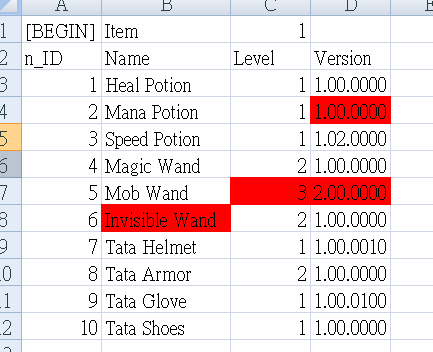 A B C D E
1 [BEGIN] Item 1
2 n_ID Name Level Version
3 1 Heal Potion 1 1.00.0000
4 2 Mana Potion 1 1.00.0000
5 3 Speed Potion 1 1.02.0000
6 4 Magic Wand 2 1.00.0000
7 5 Mob Wand 3 2.00.0000
8 6 Invisible Wand 2 1.00.0000
9 7 Tata Helmet 1 1.00.0010
10 8 Tata Armor 2 1.00.0000
11 9 Tata Glove 1 1.00.0100
12 10 Tata Shoes 1 1.00.0000